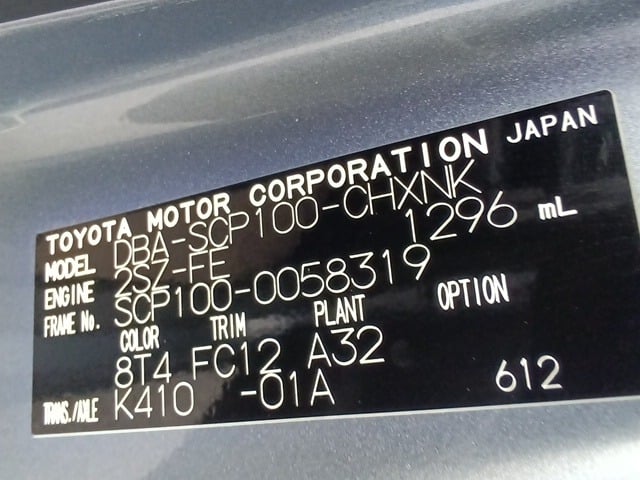 TOYOTA MOTOR CORPORATION JAPAN
MODEL DBA-SCP100-CHXNK
ENGINE 2SZ-FE 1296 mL
FRAME No. SCP100-0058319
COLOR TRIM PLANT OPTION
8T4 FC12 A32
TRANS./AXLE K410 -01A 612